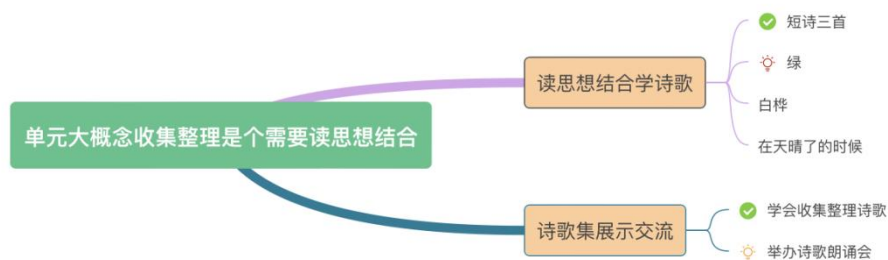 单元大概念收集整理是个需要读思想结合
读思想结合学诗歌
短诗三首
绿
白桦
在天晴了的时候
诗歌集展示交流
学会收集整理诗歌
举办诗歌朗诵会